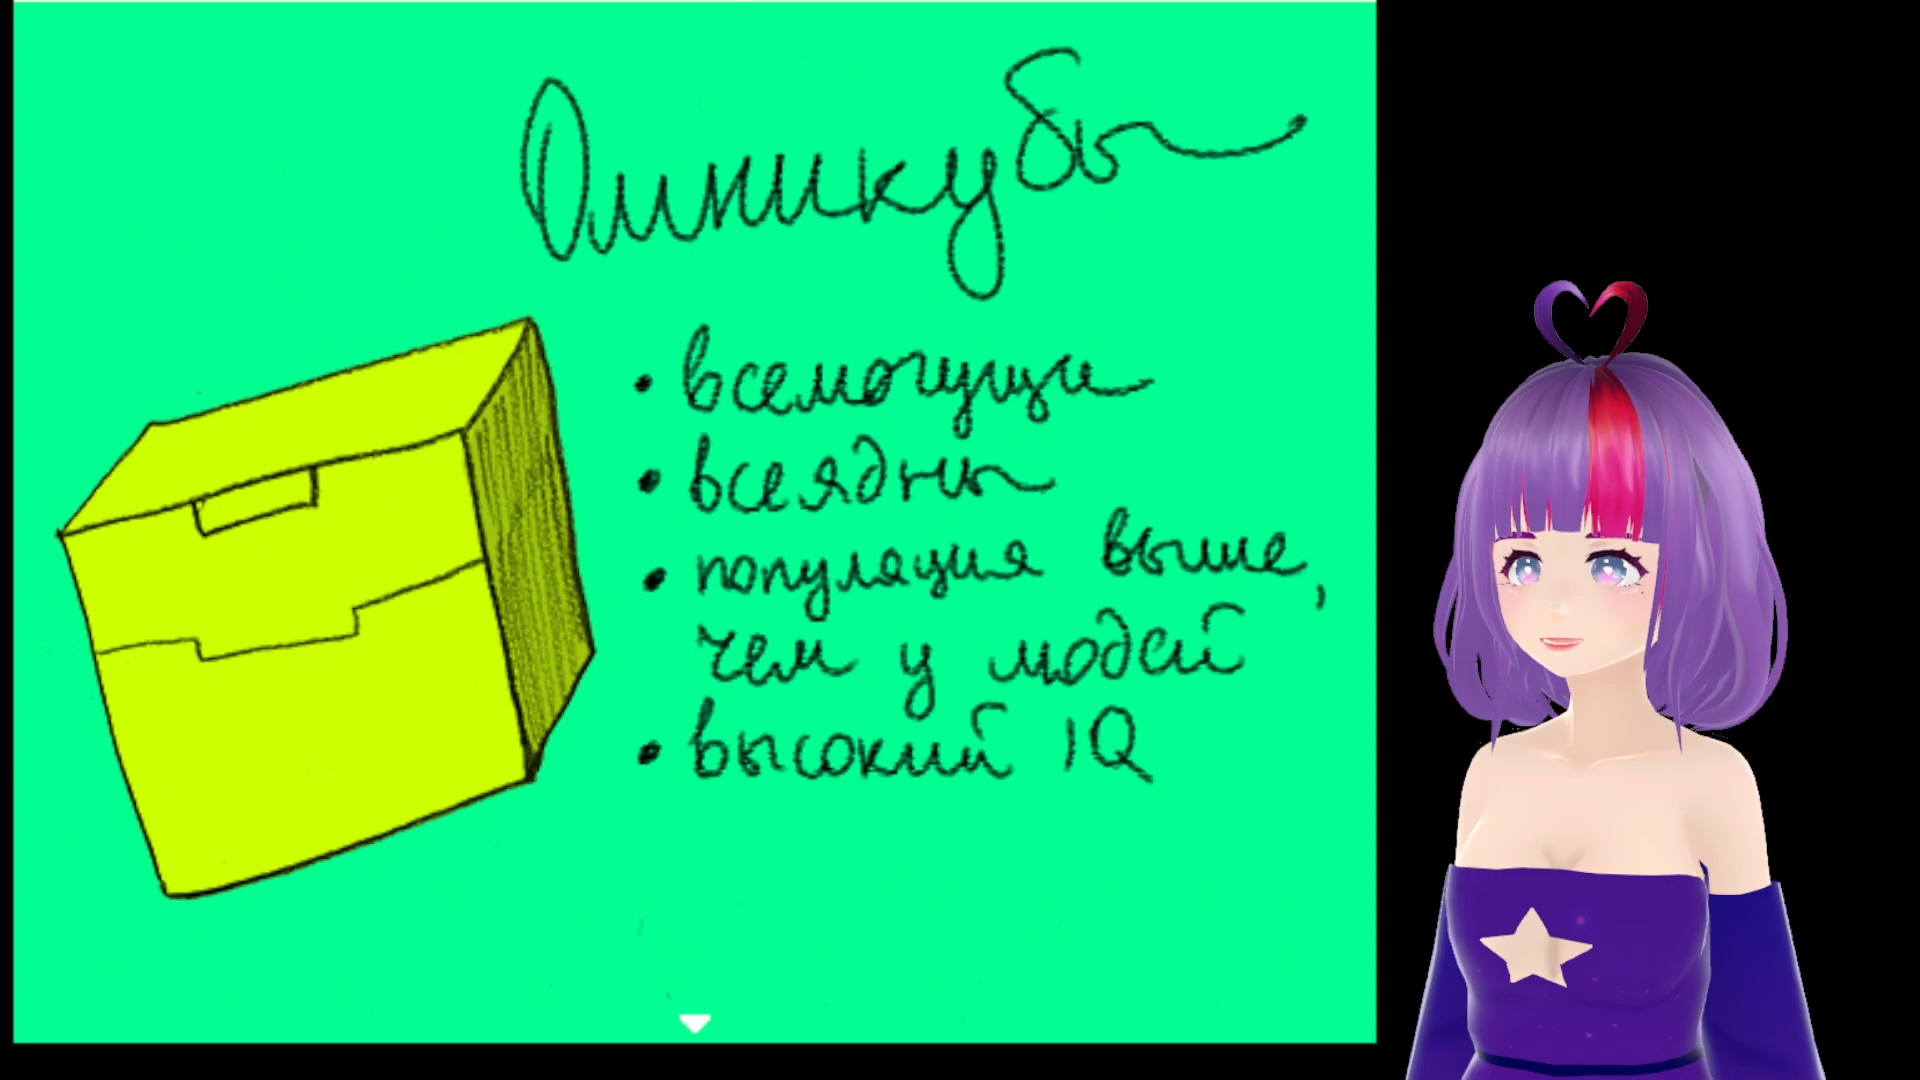 Омникубы
• всемогущи
• всеядны
• популяция выше,
чем у людей
• высокий IQ